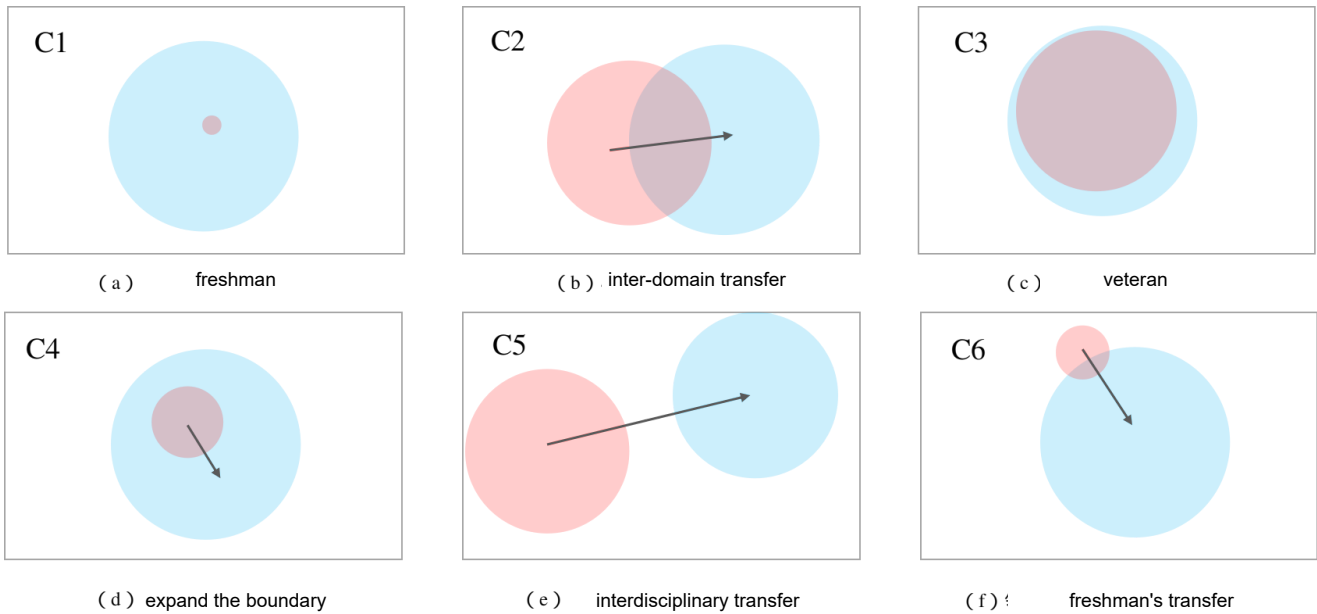 C1
C2
C3
(a) freshman
(b) inter-domain transfer
(c) veteran
C4
C5
C6
(d) expand the boundary
(e) interdisciplinary transfer
(f) freshman's transfer